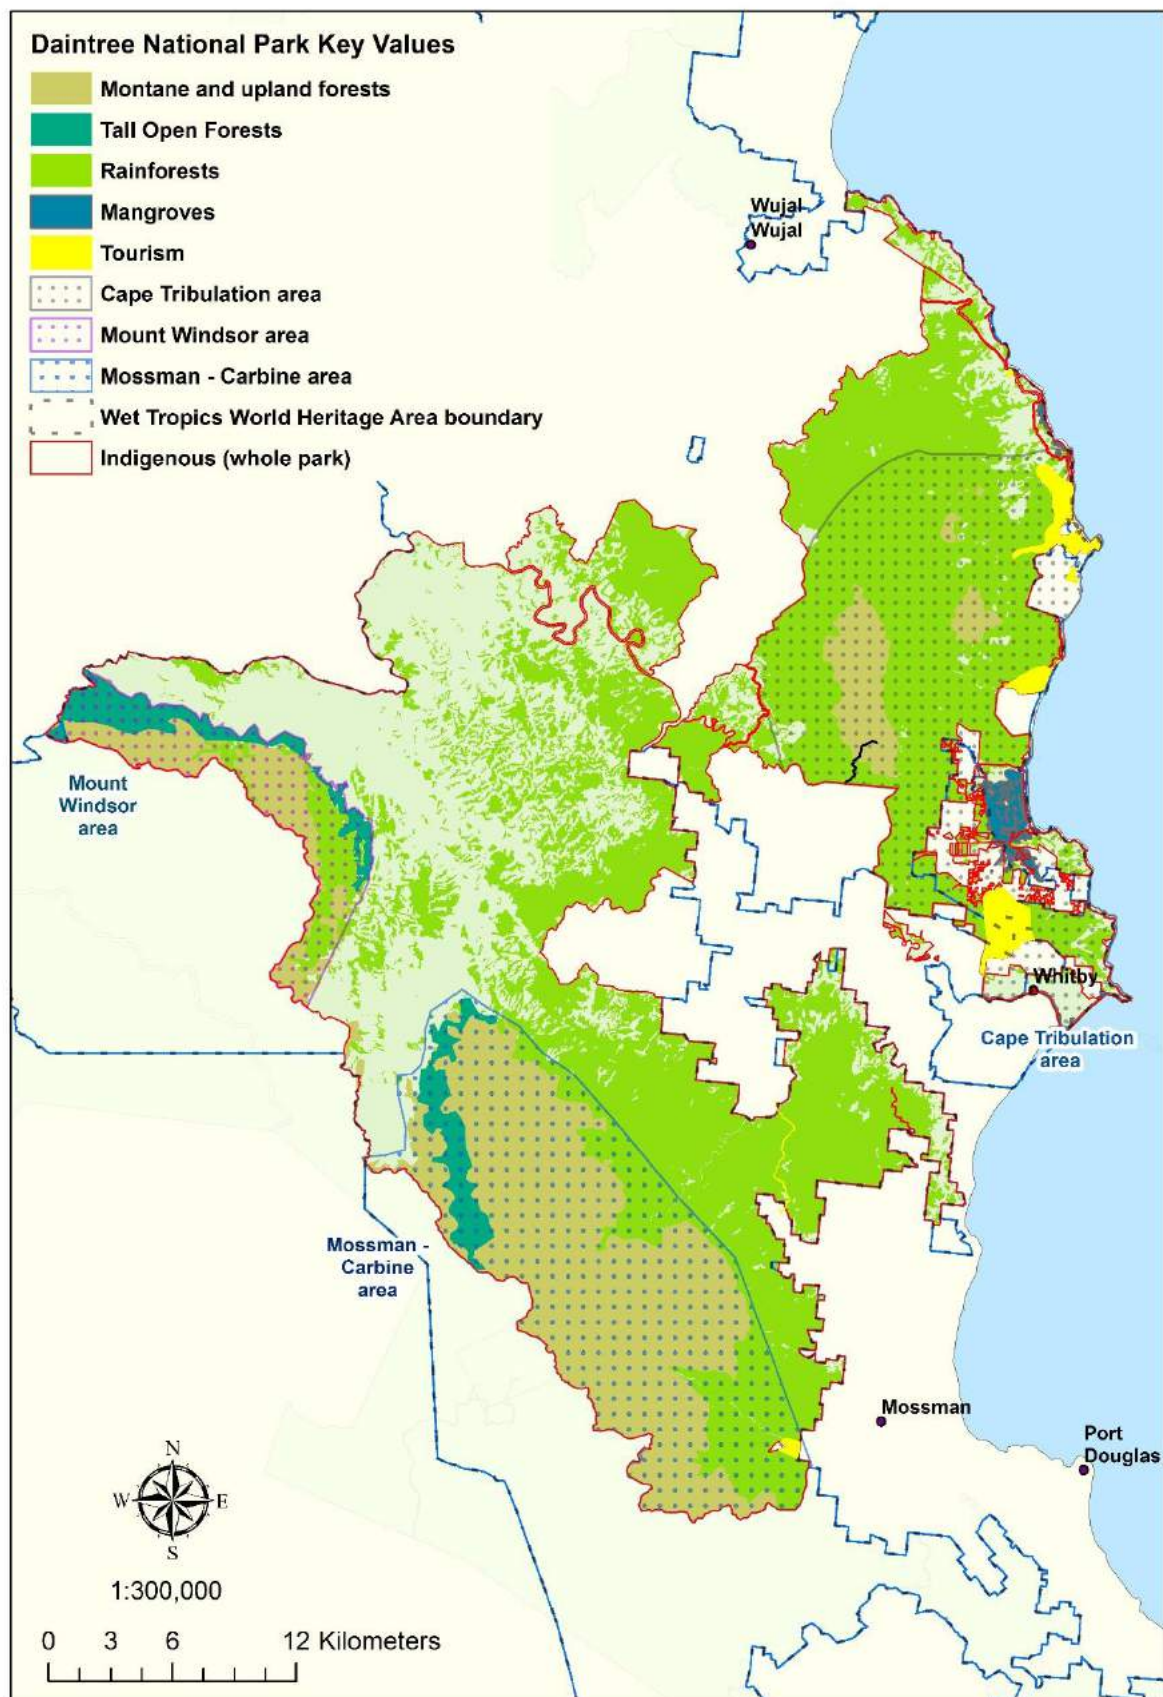 Daintree National Park Key Values
Montane and upland forests
Tall Open Forests
Rainforests
Mangroves
Tourism
Cape Tribulation area
Mount Windsor area
Mossman - Carbine area
Wet Tropics World Heritage Area boundary
Indigenous (whole park)
Wujal
Wujal
Mount
Windsor
area
Whitby
Cape Tribulation
area
Mossman -
Carbine
area
Mossman
Port
Douglas
N
W
E
S
1:300,000
0 3 6 12 Kilometers